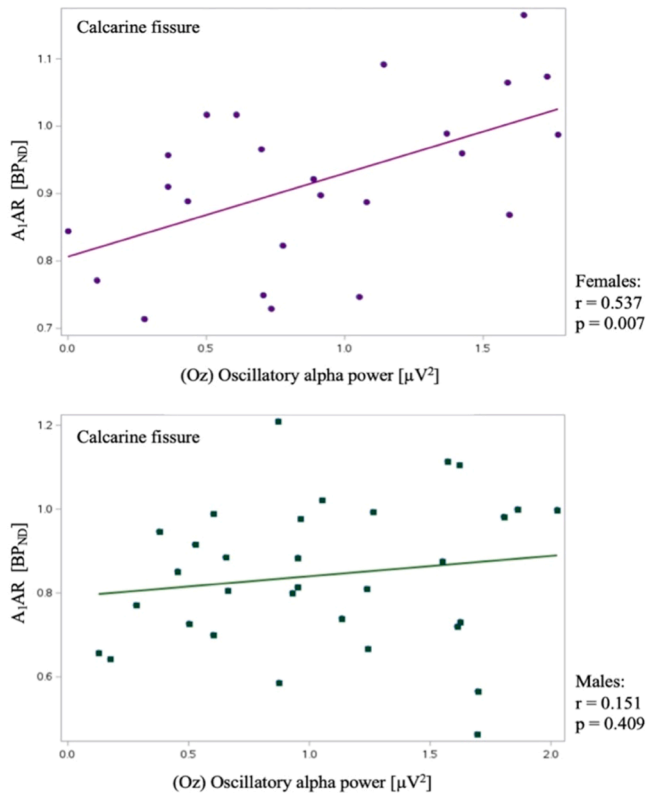 Calcarine fissure
1.1
1.0
0.9
0.8
0.7
A₁AR [BP_ND]
0.0 0.5 1.0 1.5
(Oz) Oscillatory alpha power [µV²]
Females:
r = 0.537
p = 0.007
Calcarine fissure
1.2
1.0
0.8
0.6
A₁AR [BP_ND]
0.0 0.5 1.0 1.5 2.0
(Oz) Oscillatory alpha power [µV²]
Males:
r = 0.151
p = 0.409